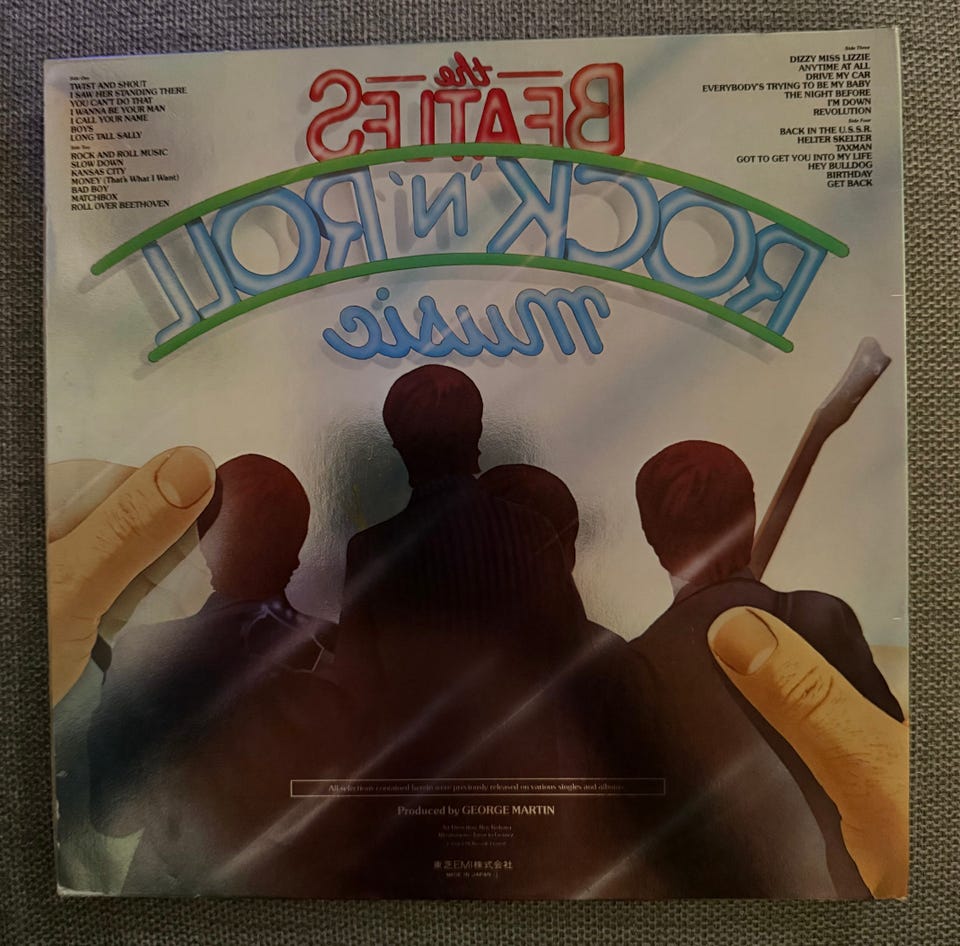 Side One
TWIST AND SHOUT
I SAW HER STANDING THERE
YOU CAN'T DO THAT
I WANNA BE YOUR MAN
I CALL YOUR NAME
BOYS
LONG TALL SALLY
Side Two
ROCK AND ROLL MUSIC
SLOW DOWN
KANSAS CITY
MONEY (That's What I Want)
BAD BOY
MATCHBOX
ROLL OVER BEETHOVEN
the
BEATLES
ROCK 'N' ROLL
music
Side Three
DIZZY MISS LIZZIE
ANYTIME AT ALL
DRIVE MY CAR
EVERYBODY'S TRYING TO BE MY BABY
THE NIGHT BEFORE
I'M DOWN
REVOLUTION
Side Four
BACK IN THE U.S.S.R.
HELTER SKELTER
TAXMAN
GOT TO GET YOU INTO MY LIFE
HEY BULLDOG
BIRTHDAY
GET BACK
All selections contained herein were previously released on various singles and albums
Produced by GEORGE MARTIN
東芝EMI株式会社
MADE IN JAPAN